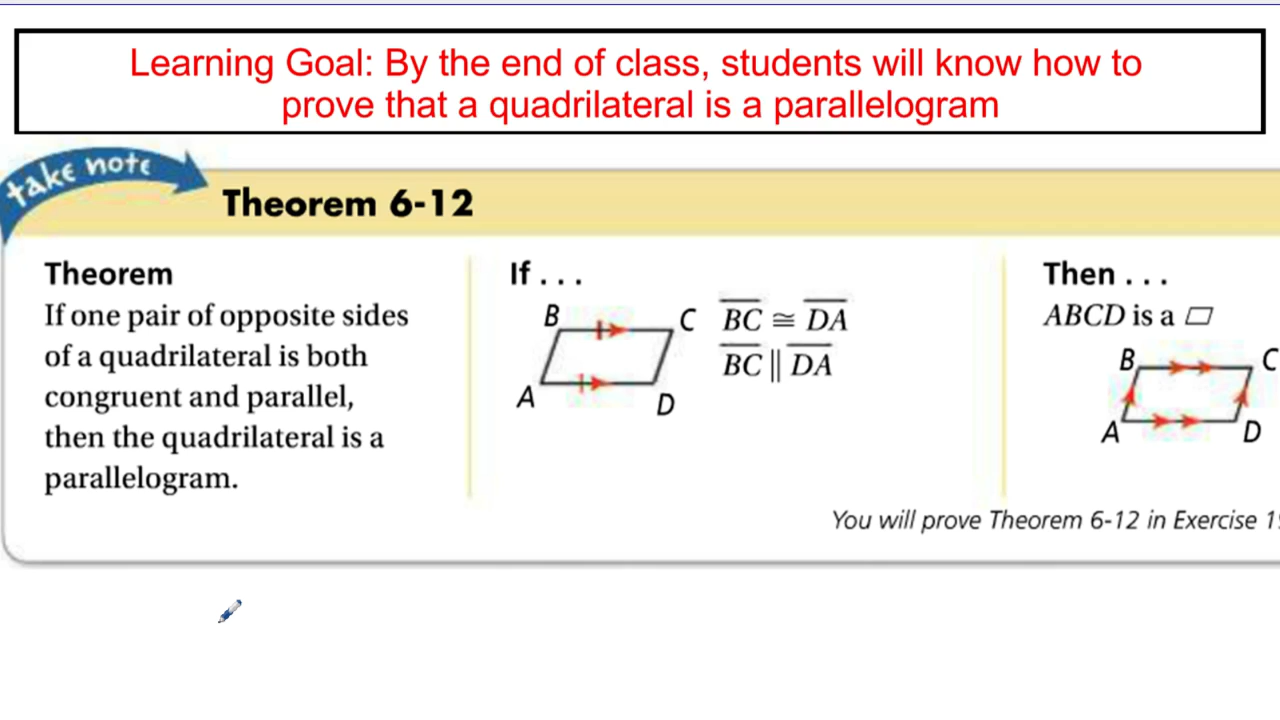 Learning Goal: By the end of class, students will know how to
prove that a quadrilateral is a parallelogram
take note
Theorem 6-12
Theorem
If one pair of opposite sides
of a quadrilateral is both
congruent and parallel,
then the quadrilateral is a
parallelogram.
If . . .
B C
A D
BC ≅ DA
BC ∥ DA
Then . . .
ABCD is a ▱
B C
A D
You will prove Theorem 6-12 in Exercise